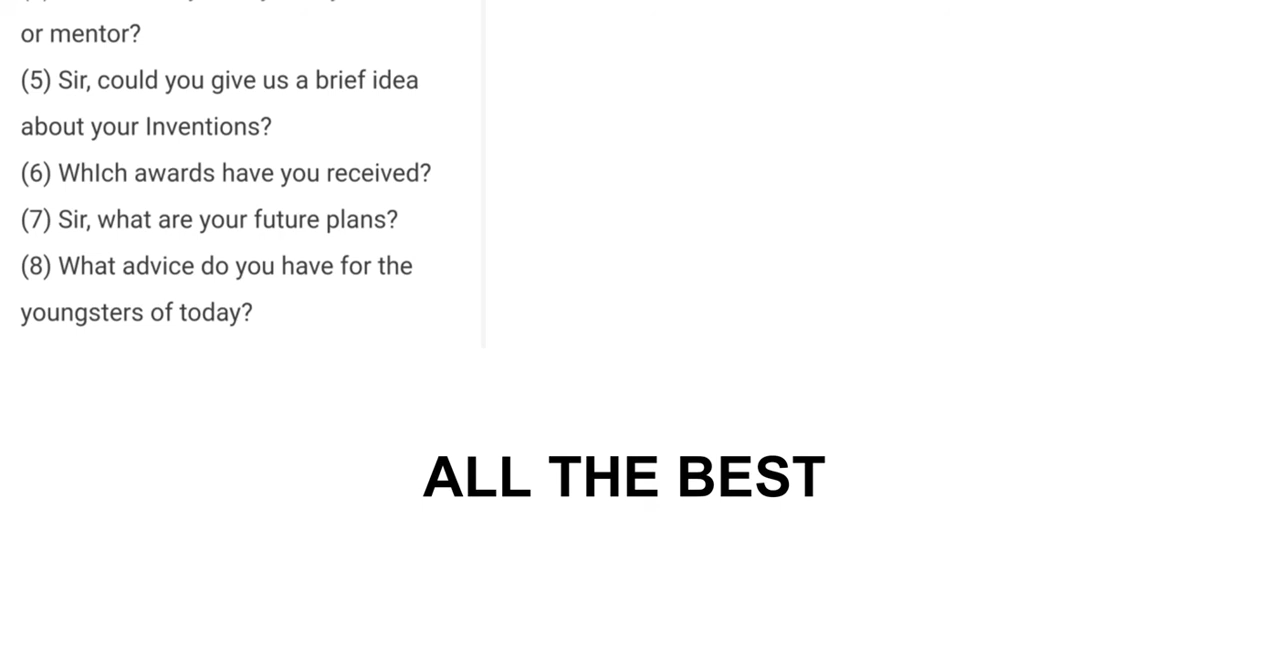 or mentor?
(5) Sir, could you give us a brief idea
about your Inventions?
(6) WhIch awards have you received?
(7) Sir, what are your future plans?
(8) What advice do you have for the
youngsters of today?
ALL THE BEST